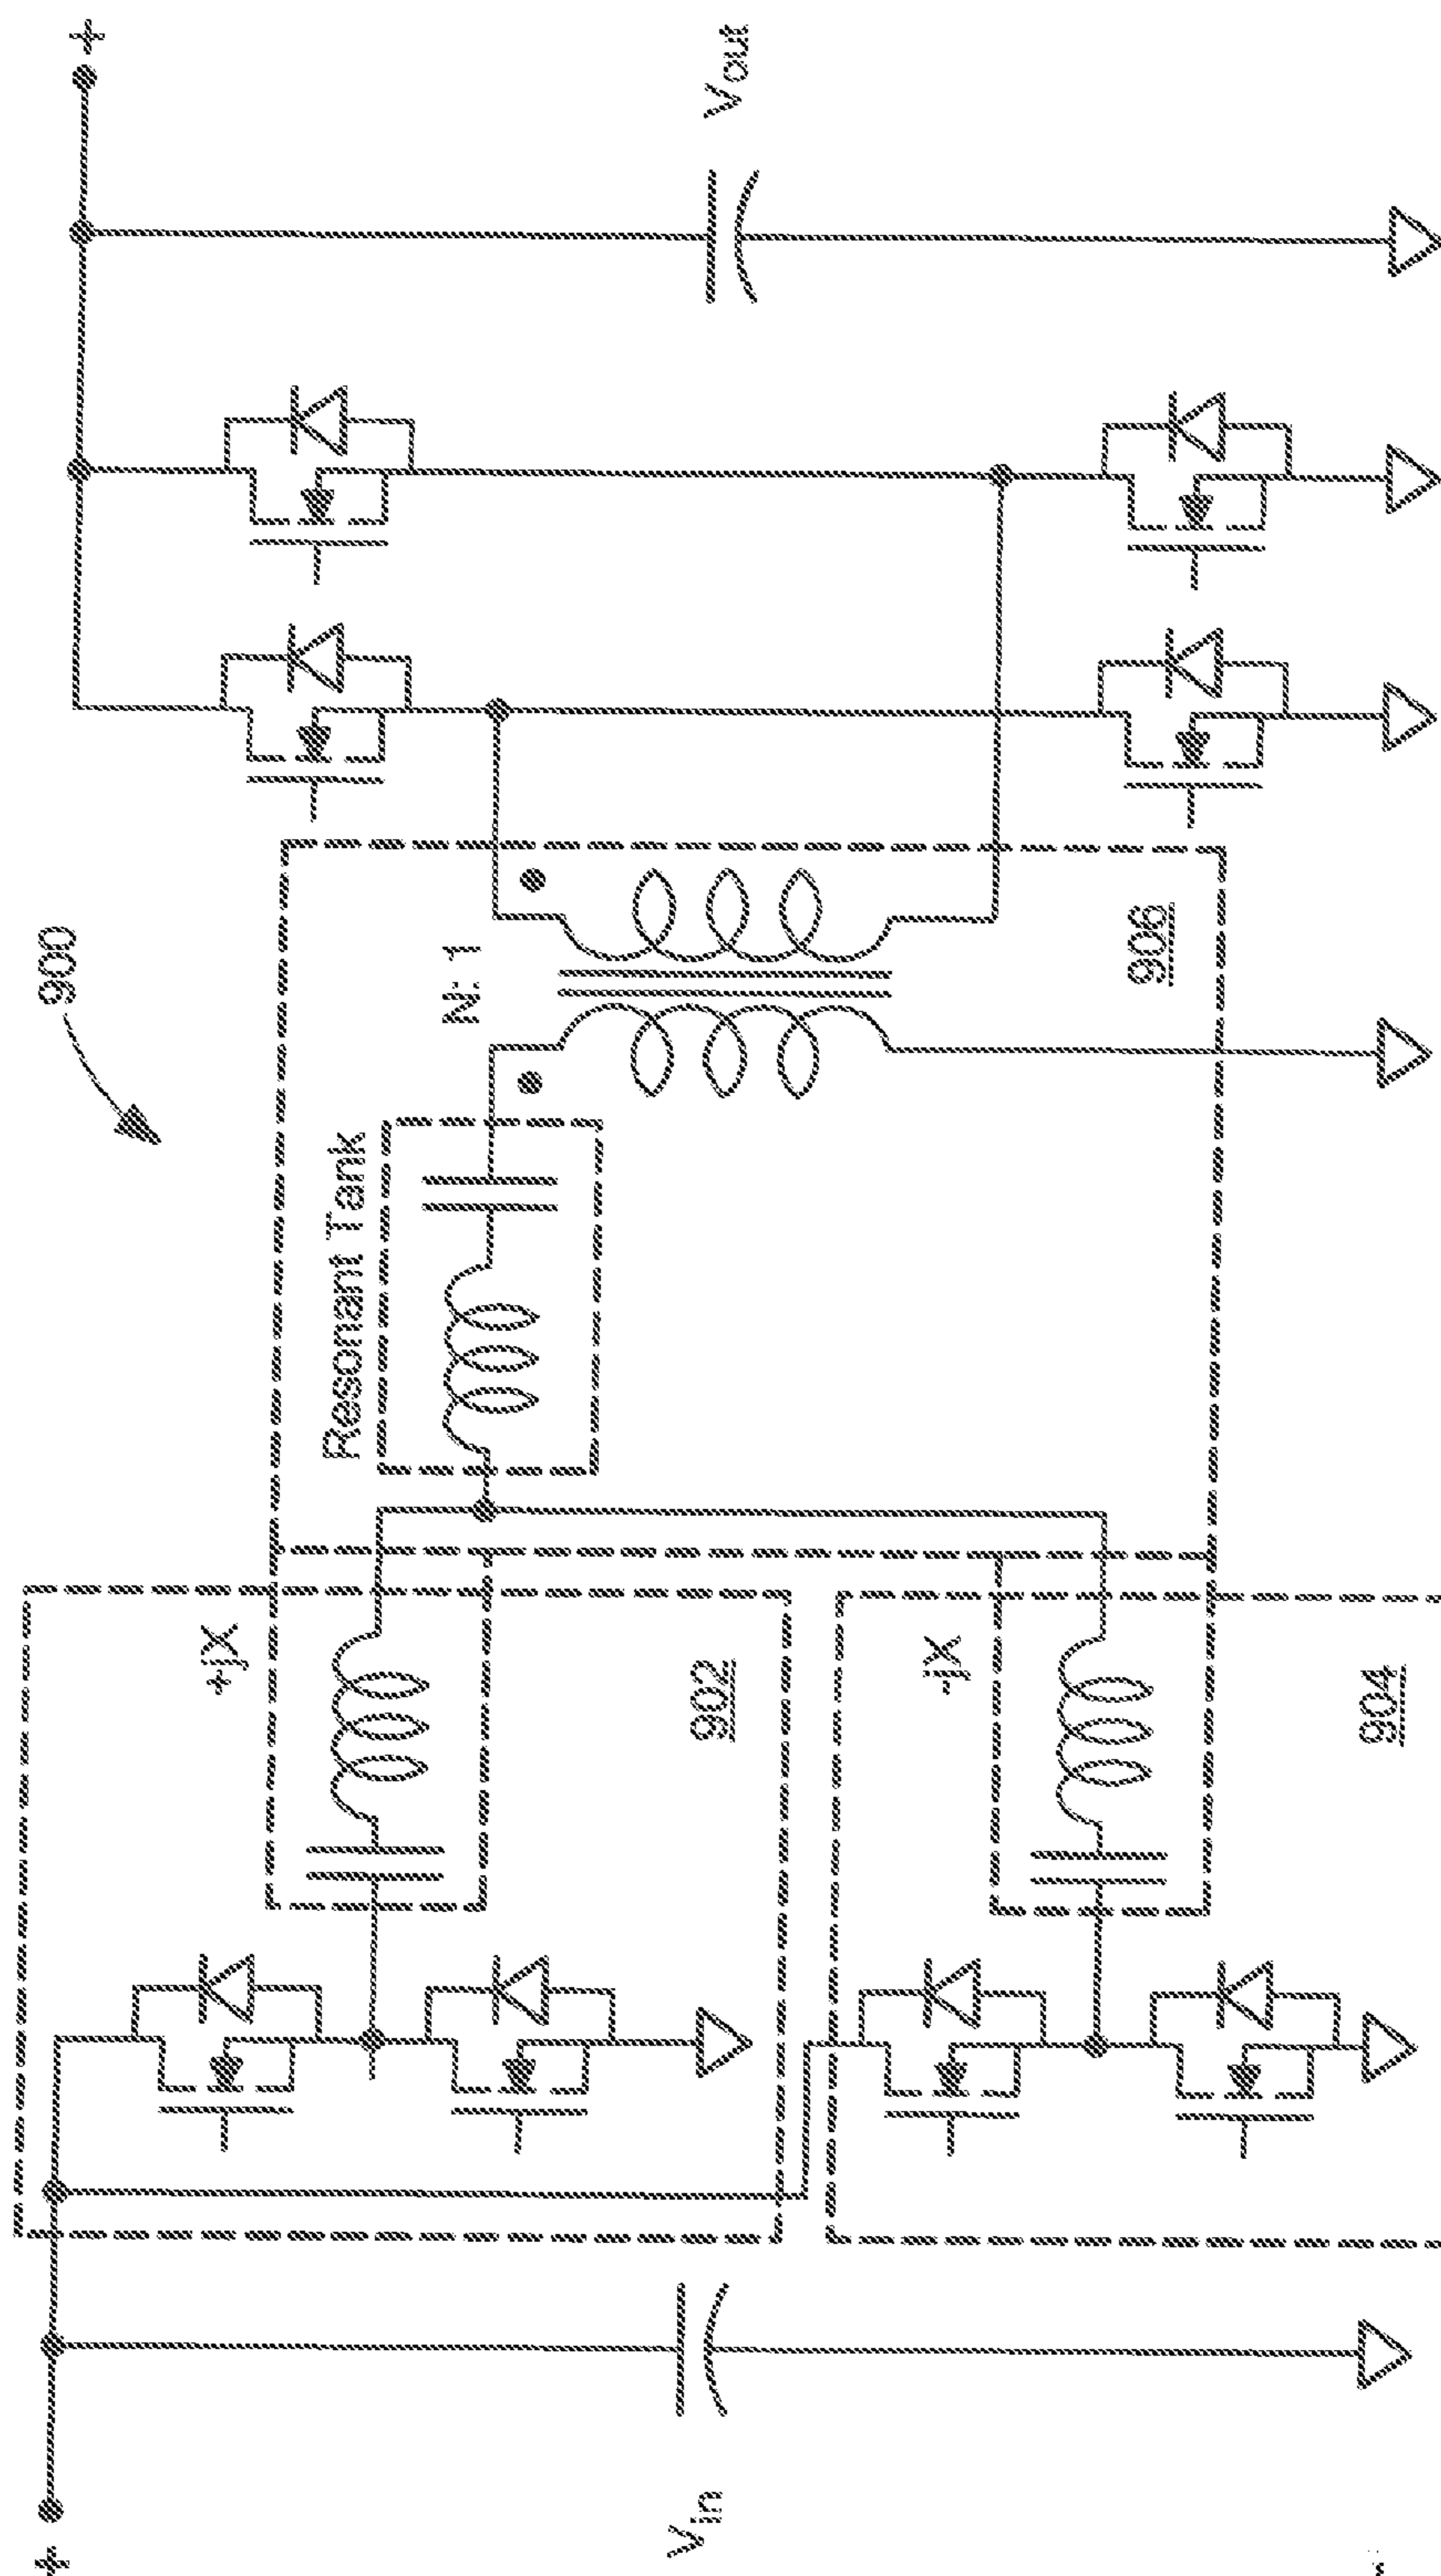 900
+
+
Vin
Vout
+jX
-jX
902
904
906
Resonant Tank
N: 1